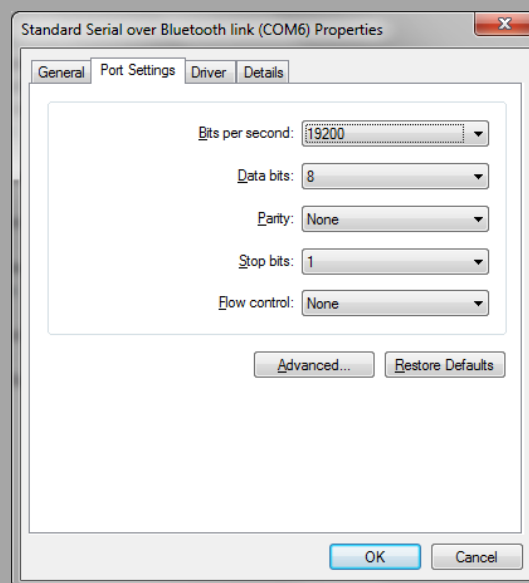 Standard Serial over Bluetooth link (COM6) Properties
General Port Settings Driver Details
Bits per second: 19200
Data bits: 8
Parity: None
Stop bits: 1
Flow control: None
Advanced... Restore Defaults
OK Cancel